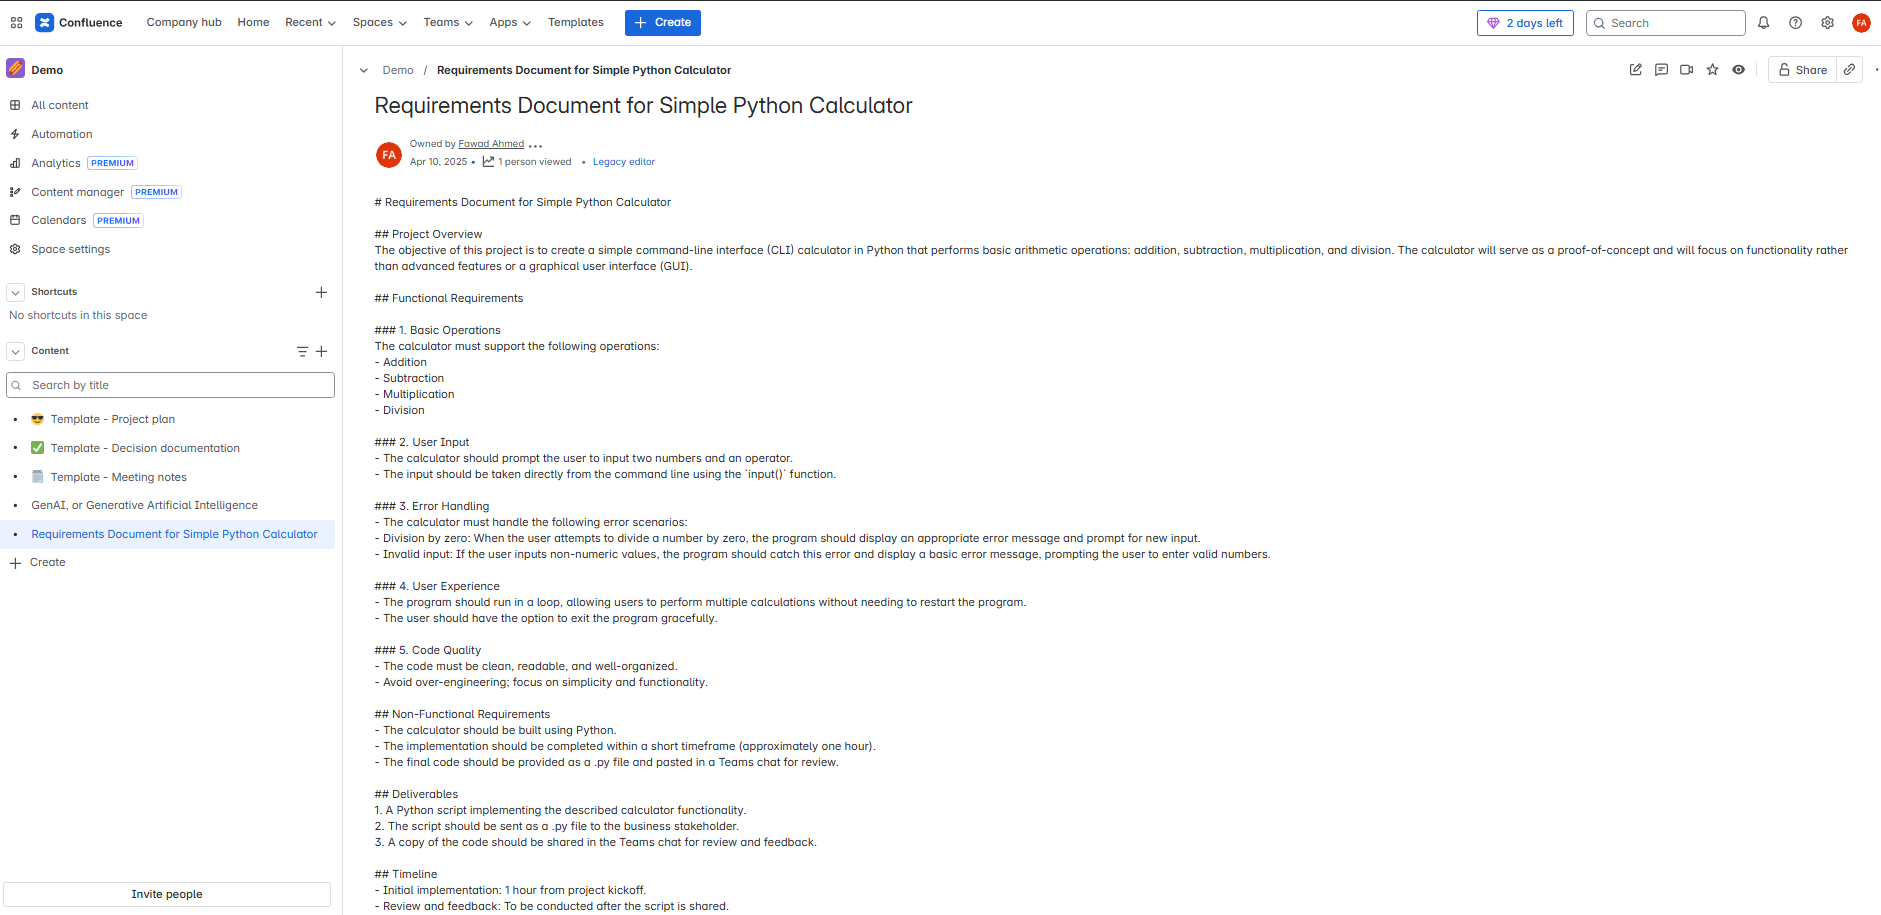 Confluence
Company hub
Home
Recent
Spaces
Teams
Apps
Templates
Create
2 days left
Search
FA
Demo
All content
Automation
Analytics PREMIUM
Content manager PREMIUM
Calendars PREMIUM
Space settings
Shortcuts
No shortcuts in this space
Content
Search by title
Template - Project plan
Template - Decision documentation
Template - Meeting notes
GenAI, or Generative Artificial Intelligence
Requirements Document for Simple Python Calculator
Create
Invite people
Demo / Requirements Document for Simple Python Calculator
Share
Requirements Document for Simple Python Calculator
FA
Owned by Fawad Ahmed
Apr 10, 2025 • 1 person viewed • Legacy editor
# Requirements Document for Simple Python Calculator
## Project Overview
The objective of this project is to create a simple command-line interface (CLI) calculator in Python that performs basic arithmetic operations: addition, subtraction, multiplication, and division. The calculator will serve as a proof-of-concept and will focus on functionality rather
than advanced features or a graphical user interface (GUI).
## Functional Requirements
### 1. Basic Operations
The calculator must support the following operations:
- Addition
- Subtraction
- Multiplication
- Division
### 2. User Input
- The calculator should prompt the user to input two numbers and an operator.
- The input should be taken directly from the command line using the `input()` function.
### 3. Error Handling
- The calculator must handle the following error scenarios:
- Division by zero: When the user attempts to divide a number by zero, the program should display an appropriate error message and prompt for new input.
- Invalid input: If the user inputs non-numeric values, the program should catch this error and display a basic error message, prompting the user to enter valid numbers.
### 4. User Experience
- The program should run in a loop, allowing users to perform multiple calculations without needing to restart the program.
- The user should have the option to exit the program gracefully.
### 5. Code Quality
- The code must be clean, readable, and well-organized.
- Avoid over-engineering; focus on simplicity and functionality.
## Non-Functional Requirements
- The calculator should be built using Python.
- The implementation should be completed within a short timeframe (approximately one hour).
- The final code should be provided as a .py file and pasted in a Teams chat for review.
## Deliverables
1. A Python script implementing the described calculator functionality.
2. The script should be sent as a .py file to the business stakeholder.
3. A copy of the code should be shared in the Teams chat for review and feedback.
## Timeline
- Initial implementation: 1 hour from project kickoff.
- Review and feedback: To be conducted after the script is shared.